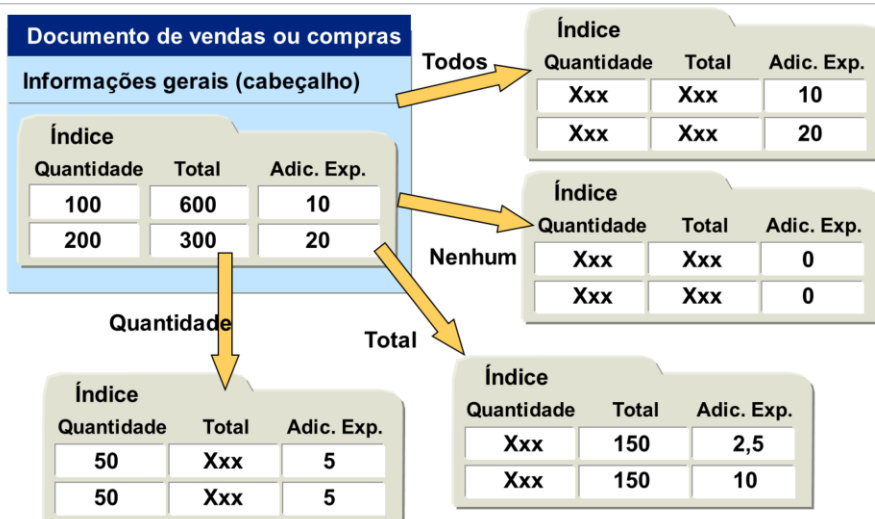 Documento de vendas ou compras
Informações gerais (cabeçalho)
Índice
Quantidade Total Adic. Exp.
100 600 10
200 300 20
Todos
Índice
Quantidade Total Adic. Exp.
Xxx Xxx 10
Xxx Xxx 20
Nenhum
Índice
Quantidade Total Adic. Exp.
Xxx Xxx 0
Xxx Xxx 0
Quantidade
Índice
Quantidade Total Adic. Exp.
50 Xxx 5
50 Xxx 5
Total
Índice
Quantidade Total Adic. Exp.
Xxx 150 2,5
Xxx 150 10